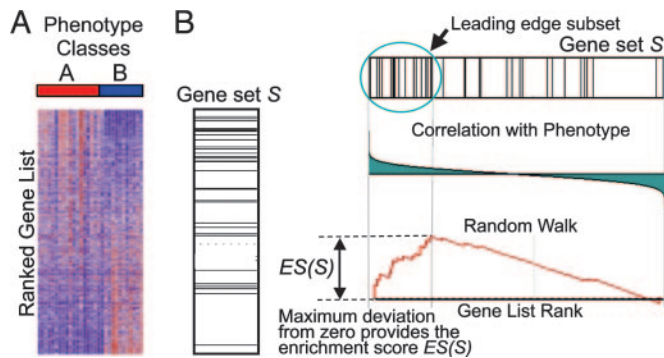 A
Phenotype
Classes
A B
Ranked Gene List
B
Gene set S
Leading edge subset
Gene set S
Correlation with Phenotype
Random Walk
ES(S)
Gene List Rank
Maximum deviation
from zero provides the
enrichment score ES(S)